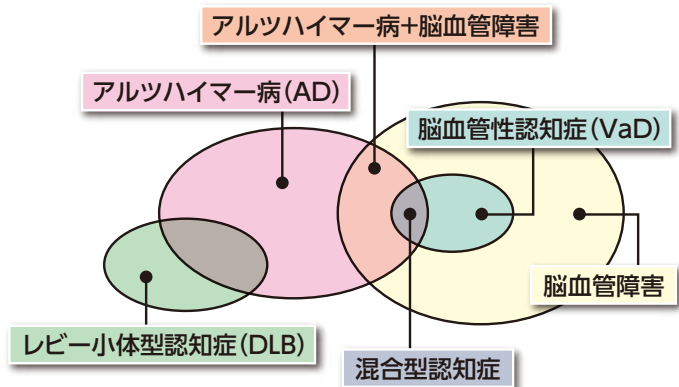 アルツハイマー病+脳血管障害
アルツハイマー病(AD)
脳血管性認知症(VaD)
脳血管障害
レビー小体型認知症(DLB)
混合型認知症